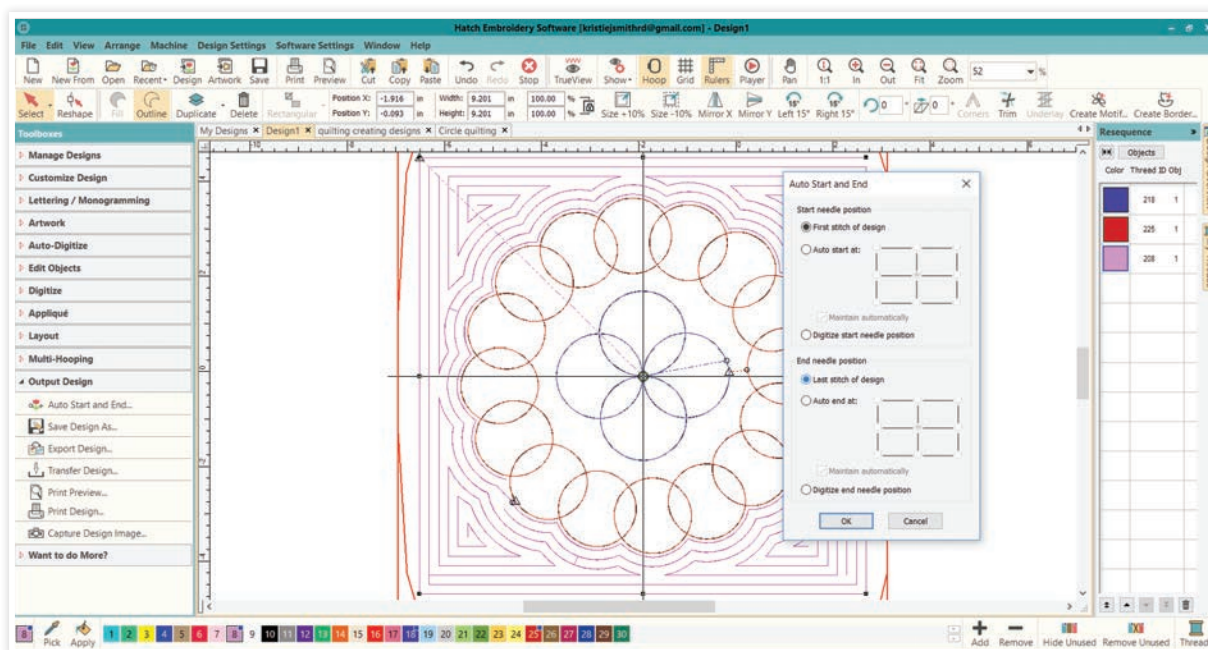 Hatch Embroidery Software [kristiejsmithrd@gmail.com] - Design1
File Edit View Arrange Machine Design Settings Software Settings Window Help
New New From Open Recent Design Artwork Save Print Preview Cut Copy Paste Undo Redo Stop TrueView Show Hoop Grid Rulers Player Pan 1:1 In Out Fit Zoom 52 %
Position X: -1.916 in Width: 9.201 in 100.00 %
Position Y: -0.093 in Height: 9.201 in 100.00 %
Select Reshape Fill Outline Duplicate Delete Rectangular Size +10% Size -10% Mirror X Mirror Y Left 15° Right 15° 0 0 Corners Trim Underlay Create Motif... Create Border...
Toolboxes
My Designs Design1 quilting creating designs Circle quilting
Resequence
Manage Designs
Customize Design
Lettering / Monogramming
Artwork
Auto-Digitize
Edit Objects
Digitize
Appliqué
Layout
Multi-Hooping
Output Design
Auto Start and End...
Save Design As...
Export Design...
Transfer Design...
Print Preview...
Print Design...
Capture Design Image...
Want to do More?
Auto Start and End
Start needle position
First stitch of design
Auto start at:
Maintain automatically
Digitize start needle position
End needle position
Last stitch of design
Auto end at:
Maintain automatically
Digitize end needle position
OK Cancel
Objects
Color Thread ID Obj
218 1
225 1
208 1
8 Pick Apply 1 2 3 4 5 6 7 8 9 10 11 12 13 14 15 16 17 18 19 20 21 22 23 24 25 26 27 28 29 30 Add Remove Hide Unused Remove Unused Thread